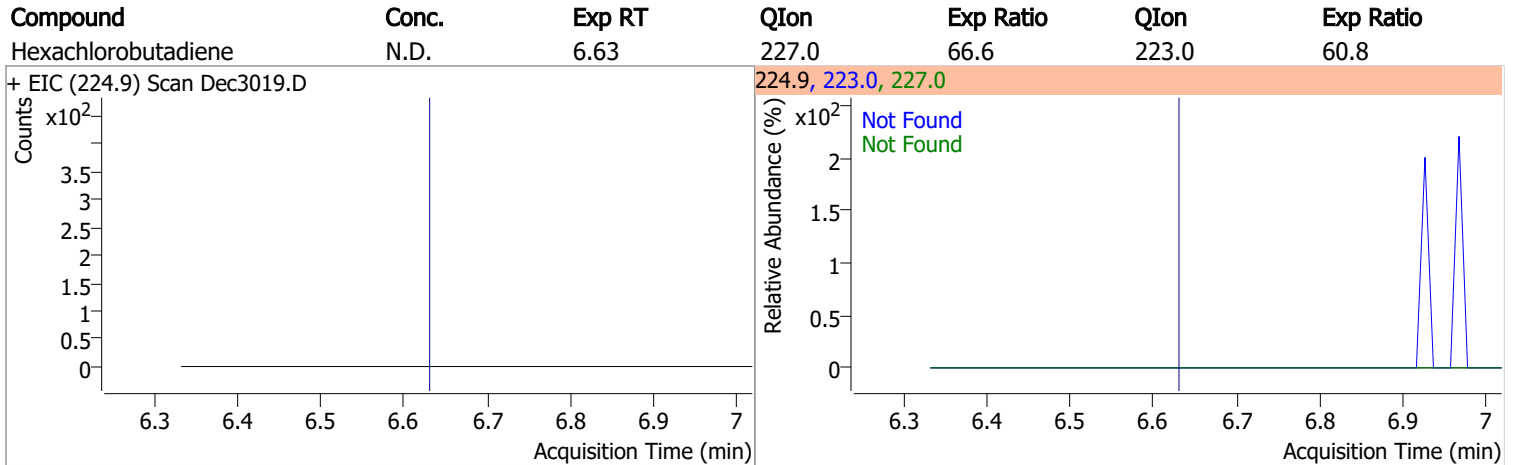 Compound Conc. Exp RT QIon Exp Ratio QIon Exp Ratio
Hexachlorobutadiene N.D. 6.63 227.0 66.6 223.0 60.8
+ EIC (224.9) Scan Dec3019.D
Counts
x10²
3.5
3
2.5
2
1.5
1
0.5
0
6.3 6.4 6.5 6.6 6.7 6.8 6.9 7
Acquisition Time (min)
224.9, 223.0, 227.0
Relative Abundance (%)
x10²
Not Found
Not Found
2
1.5
1
0.5
0
6.3 6.4 6.5 6.6 6.7 6.8 6.9 7
Acquisition Time (min)